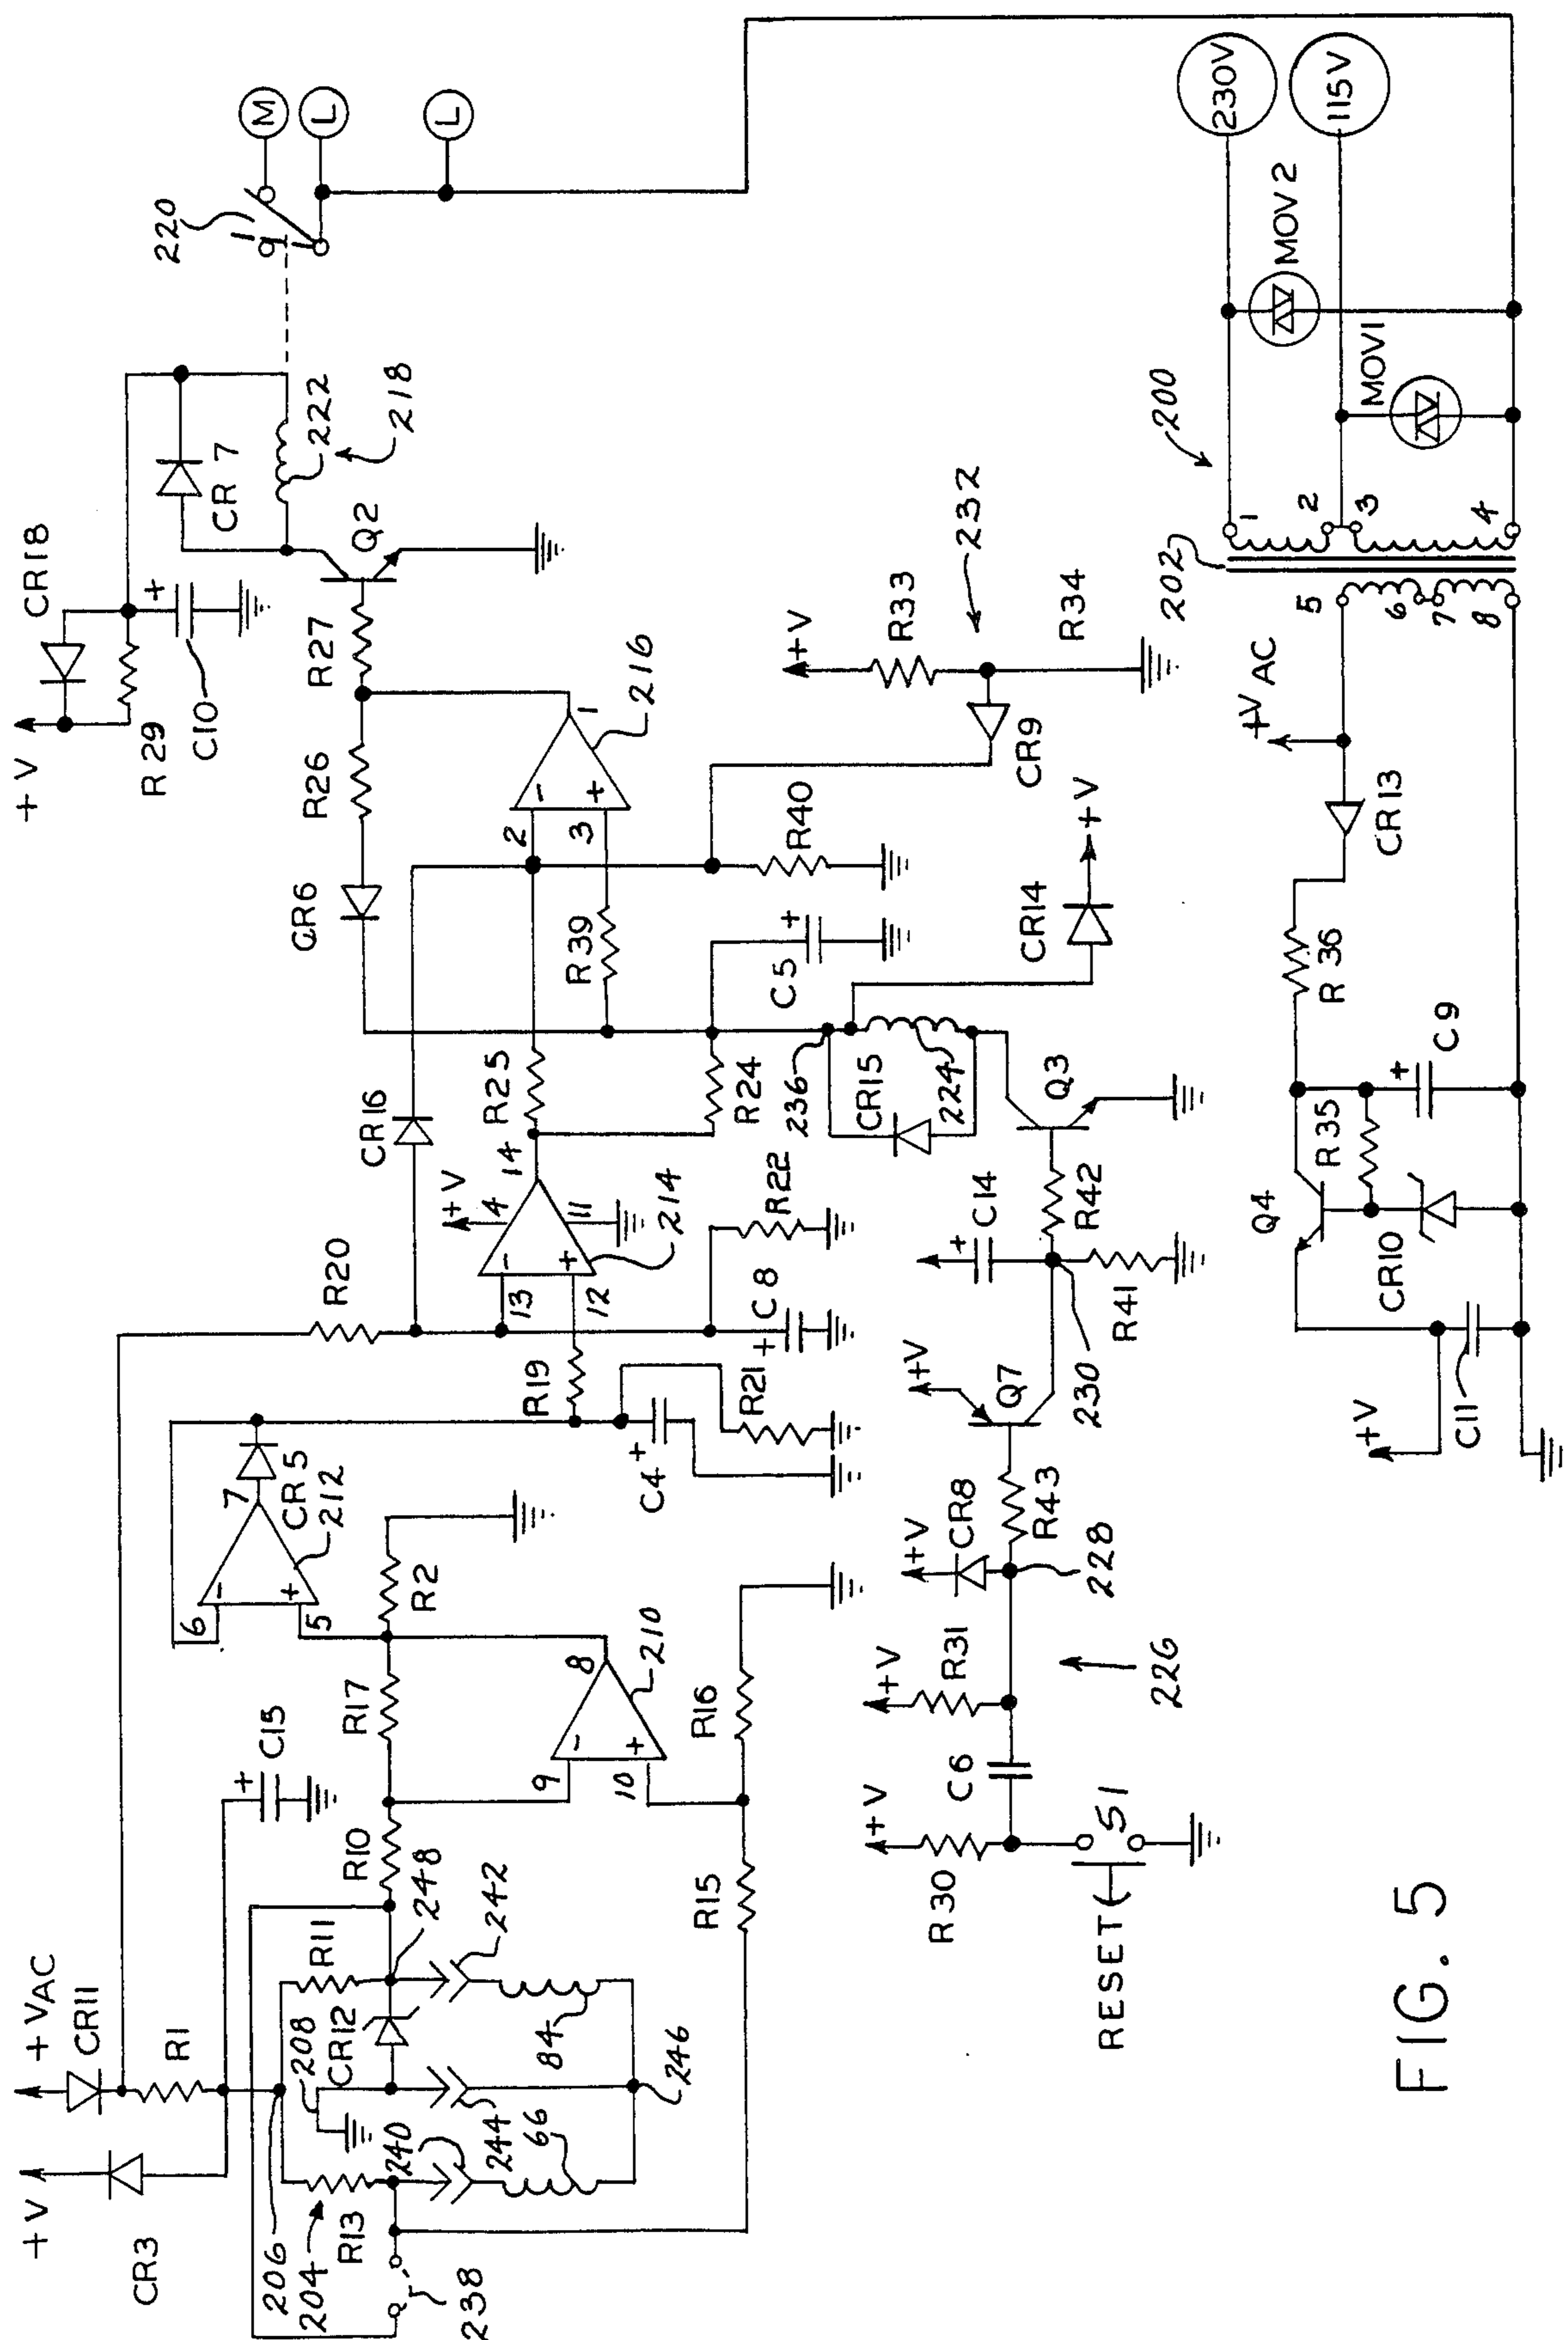 +V
CR3
+VAC
CR11
R1
206
204
R13
238
240
244
66
208
CR12
R11
248
242
84
246
R10
C15
R17
9
10
8
210
R15
R16
R2
6
5
7
CR5
212
-
+
-
+
R20
R19
C4
+
R21
C8
+
13
12
-
+
+V
4
11
14
214
R22
CR16
R25
R24
236
CR15
224
C5
+
R39
CR6
R26
R27
2
3
-
+
1
216
R40
CR14
+V
CR9
+V
R33
R34
232
+V
R29
CR18
C10
+
Q2
CR7
222
218
220
M
L
L
RESET
S1
R30
+V
C6
+V
R31
226
228
+V
CR8
R43
+V
Q7
230
C14
+
R41
R42
Q3
+V
C11
Q4
CR10
R35
C9
+
R36
CR13
+V AC
5
6
7
8
202
1
2
3
4
200
MOV1
MOV2
230V
115V
FIG. 5